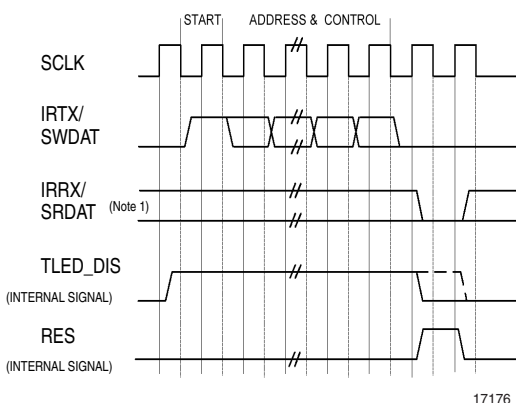 START ADDRESS & CONTROL
SCLK
IRTX/
SWDAT
IRRX/
SRDAT (Note 1)
TLED_DIS
(INTERNAL SIGNAL)
RES
(INTERNAL SIGNAL)
17176